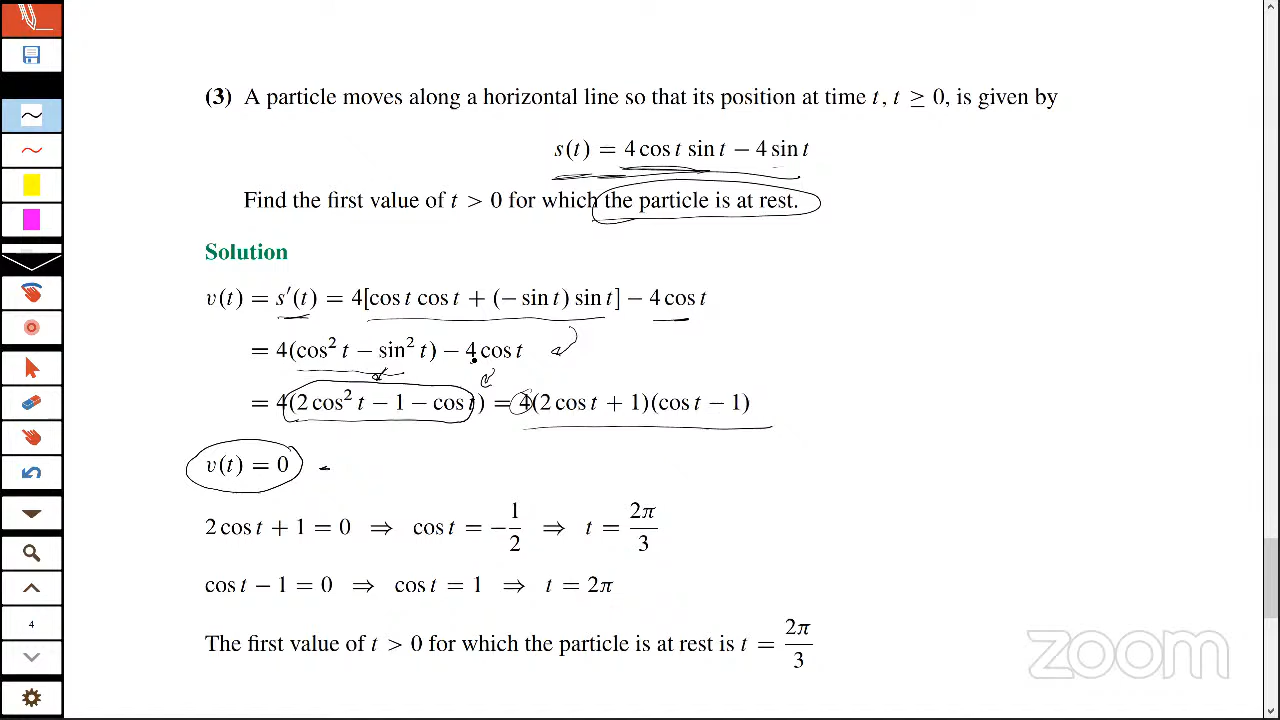 (3) A particle moves along a horizontal line so that its position at time t, t ≥ 0, is given by
s(t) = 4 cos t sin t − 4 sin t
Find the first value of t > 0 for which the particle is at rest.
Solution
v(t) = s′(t) = 4[cos t cos t + (− sin t) sin t] − 4 cos t
= 4(cos² t − sin² t) − 4 cos t
= 4(2 cos² t − 1 − cos t) = 4(2 cos t + 1)(cos t − 1)
v(t) = 0
2 cos t + 1 = 0 ⇒ cos t = −1/2 ⇒ t = 2π/3
cos t − 1 = 0 ⇒ cos t = 1 ⇒ t = 2π
The first value of t > 0 for which the particle is at rest is t = 2π/3
4
zoom